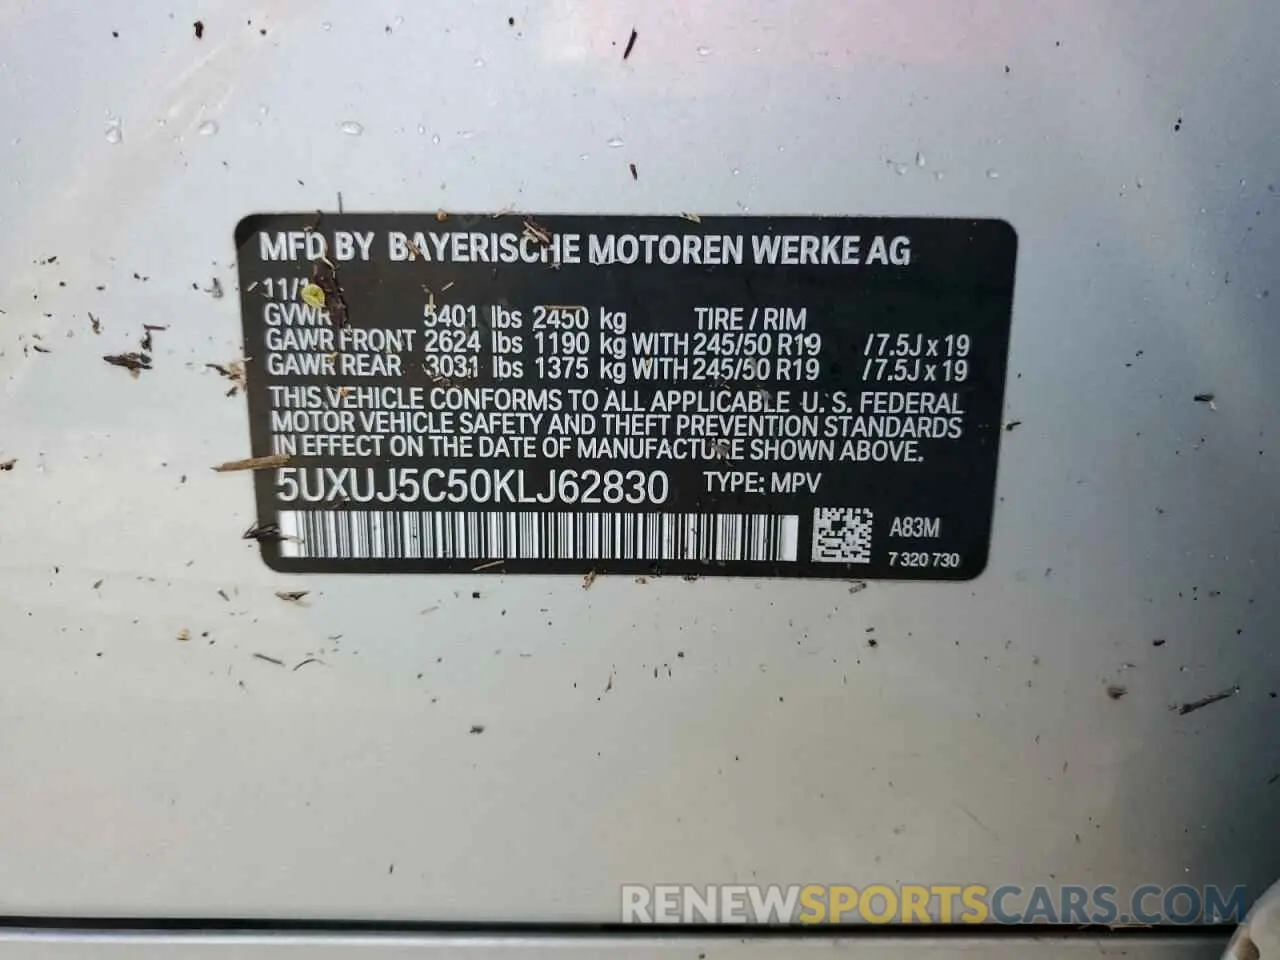 MFD BY BAYERISCHE MOTOREN WERKE AG
11/1
GVWR 5401 lbs 2450 kg TIRE / RIM
GAWR FRONT 2624 lbs 1190 kg WITH 245/50 R19 / 7.5J x 19
GAWR REAR 3031 lbs 1375 kg WITH 245/50 R19 / 7.5J x 19
THIS VEHICLE CONFORMS TO ALL APPLICABLE U. S. FEDERAL
MOTOR VEHICLE SAFETY AND THEFT PREVENTION STANDARDS
IN EFFECT ON THE DATE OF MANUFACTURE SHOWN ABOVE.
5UXUJ5C50KLJ62830 TYPE: MPV
A83M
7 320 730
RENEWSPORTSCARS.COM